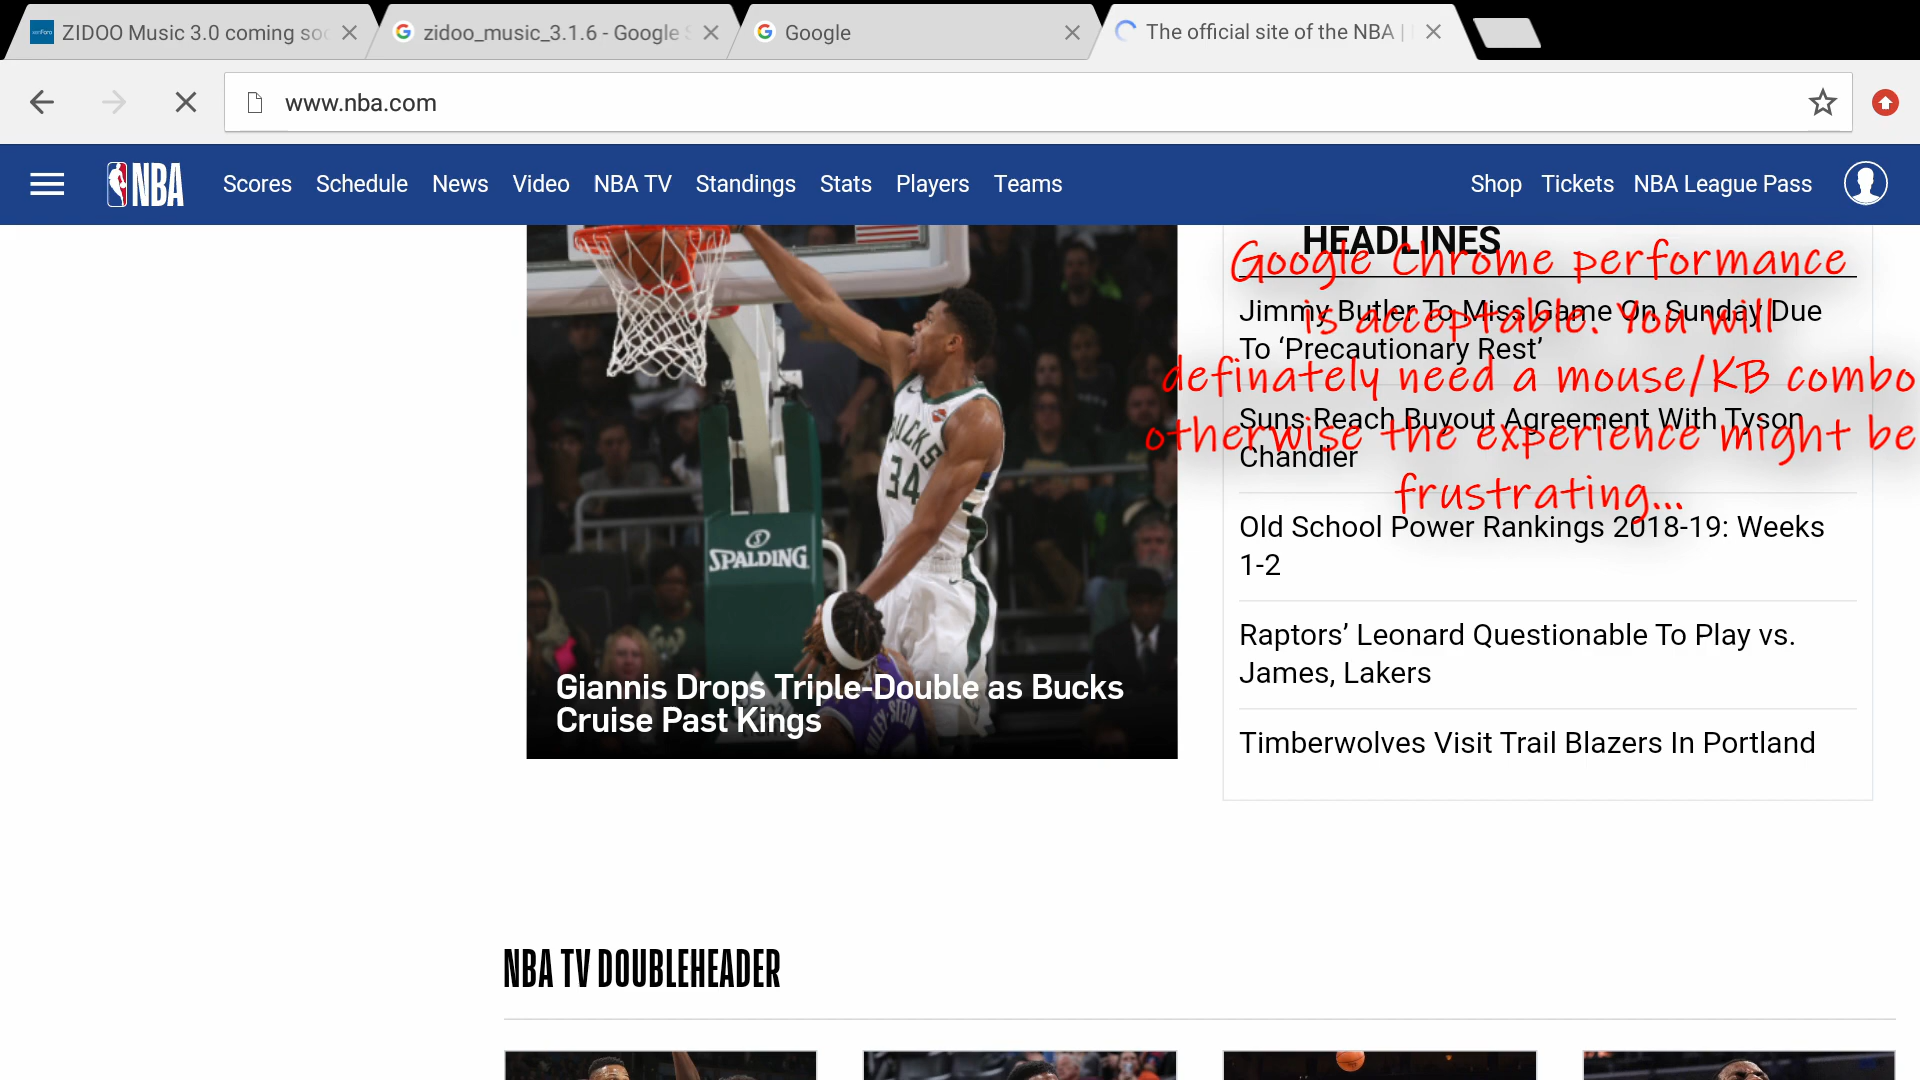 ZIDOO Music 3.0 coming soo
zidoo_music_3.1.6 - Google S
Google
The official site of the NBA |
www.nba.com
NBA
Scores Schedule News Video NBA TV Standings Stats Players Teams
Shop Tickets NBA League Pass
HEADLINES
Google Chrome performance
is acceptable. You will
definately need a mouse/KB combo
otherwise the experience might be
frustrating...
Jimmy Butler To Miss Game On Sunday Due
To ‘Precautionary Rest’
Suns Reach Buyout Agreement With Tyson
Chandler
Old School Power Rankings 2018-19: Weeks
1-2
Raptors’ Leonard Questionable To Play vs.
James, Lakers
Timberwolves Visit Trail Blazers In Portland
BUCKS
34
SPALDING
Giannis Drops Triple-Double as Bucks
Cruise Past Kings
NBA TV DOUBLEHEADER